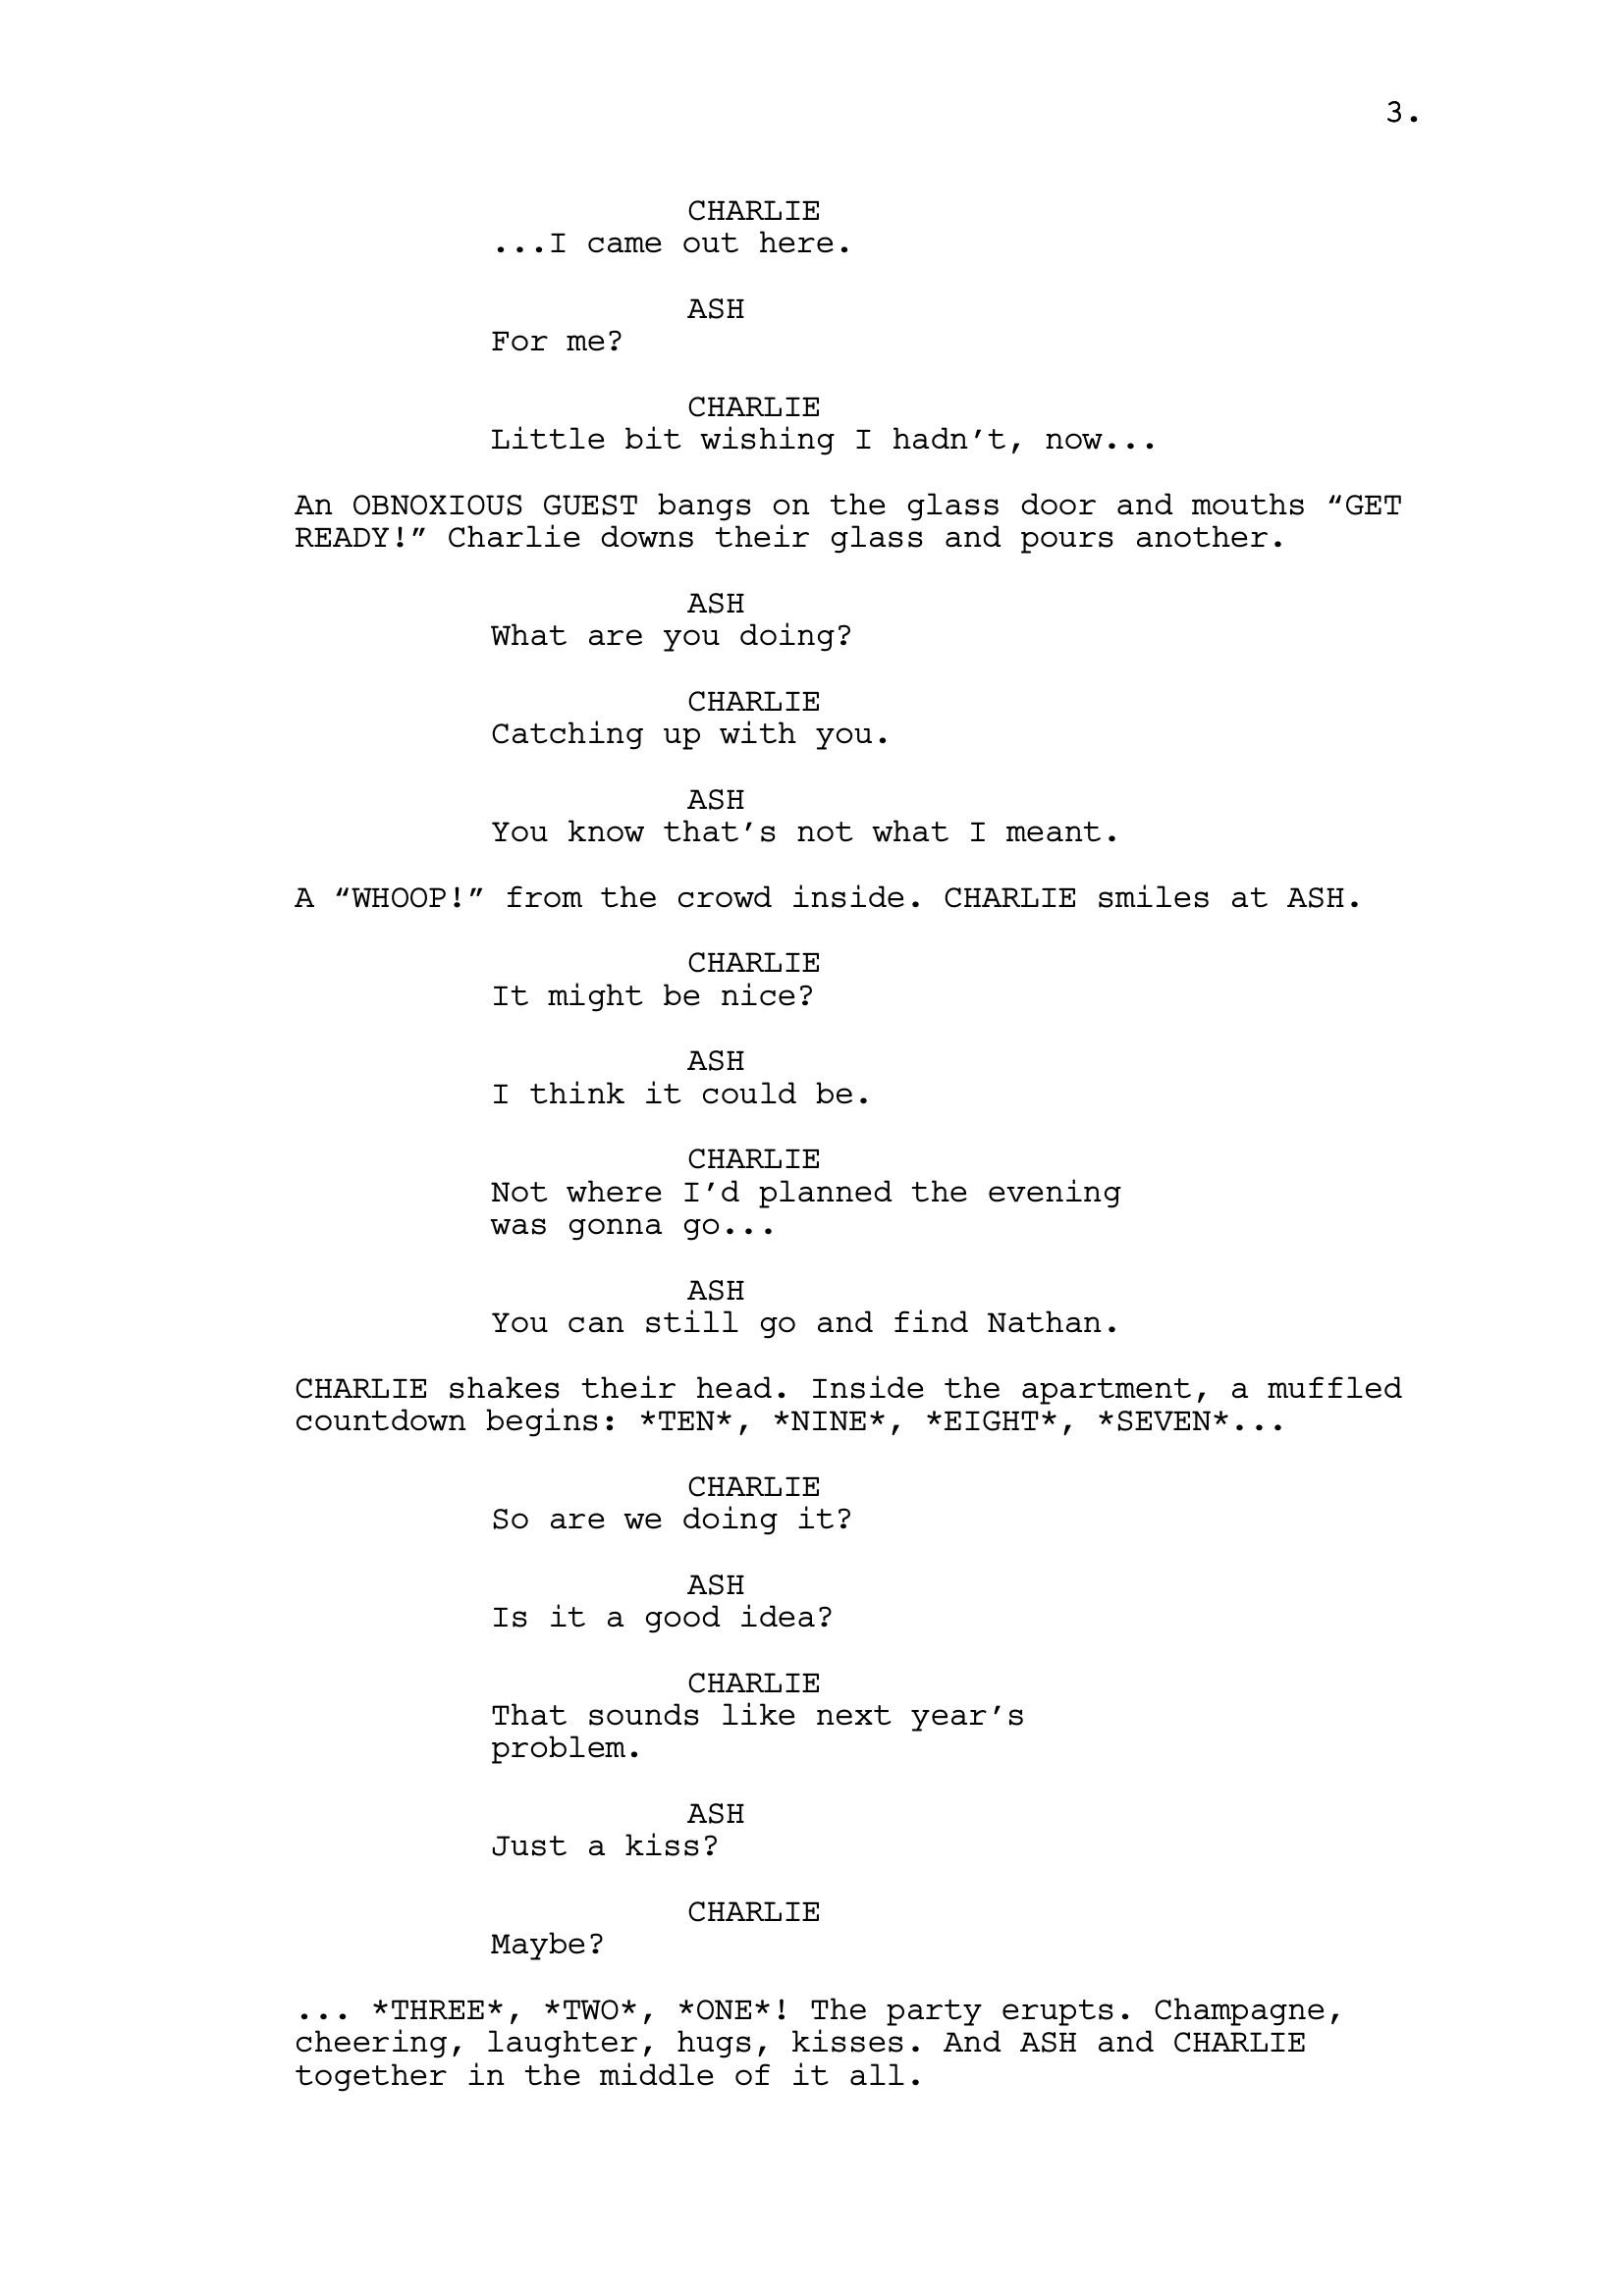 3.
CHARLIE
...I came out here.
ASH
For me?
CHARLIE
Little bit wishing I hadn’t, now...
An OBNOXIOUS GUEST bangs on the glass door and mouths “GET
READY!” Charlie downs their glass and pours another.
ASH
What are you doing?
CHARLIE
Catching up with you.
ASH
You know that’s not what I meant.
A “WHOOP!” from the crowd inside. CHARLIE smiles at ASH.
CHARLIE
It might be nice?
ASH
I think it could be.
CHARLIE
Not where I’d planned the evening
was gonna go...
ASH
You can still go and find Nathan.
CHARLIE shakes their head. Inside the apartment, a muffled
countdown begins: *TEN*, *NINE*, *EIGHT*, *SEVEN*...
CHARLIE
So are we doing it?
ASH
Is it a good idea?
CHARLIE
That sounds like next year’s
problem.
ASH
Just a kiss?
CHARLIE
Maybe?
... *THREE*, *TWO*, *ONE*! The party erupts. Champagne,
cheering, laughter, hugs, kisses. And ASH and CHARLIE
together in the middle of it all.